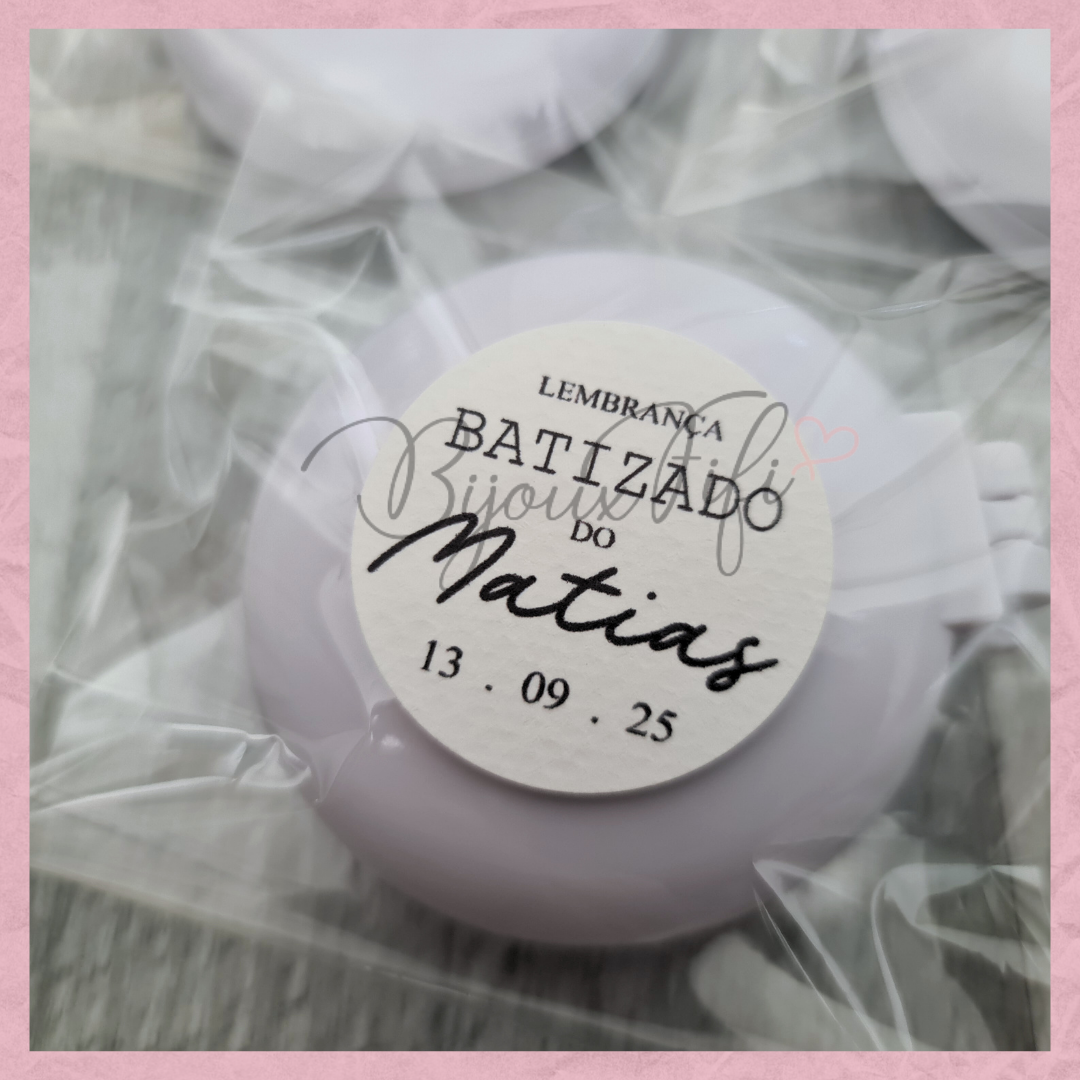 LEMBRANÇA
BATIZADO
Bijoux Fifi
DO
Matias
13 . 09 . 25